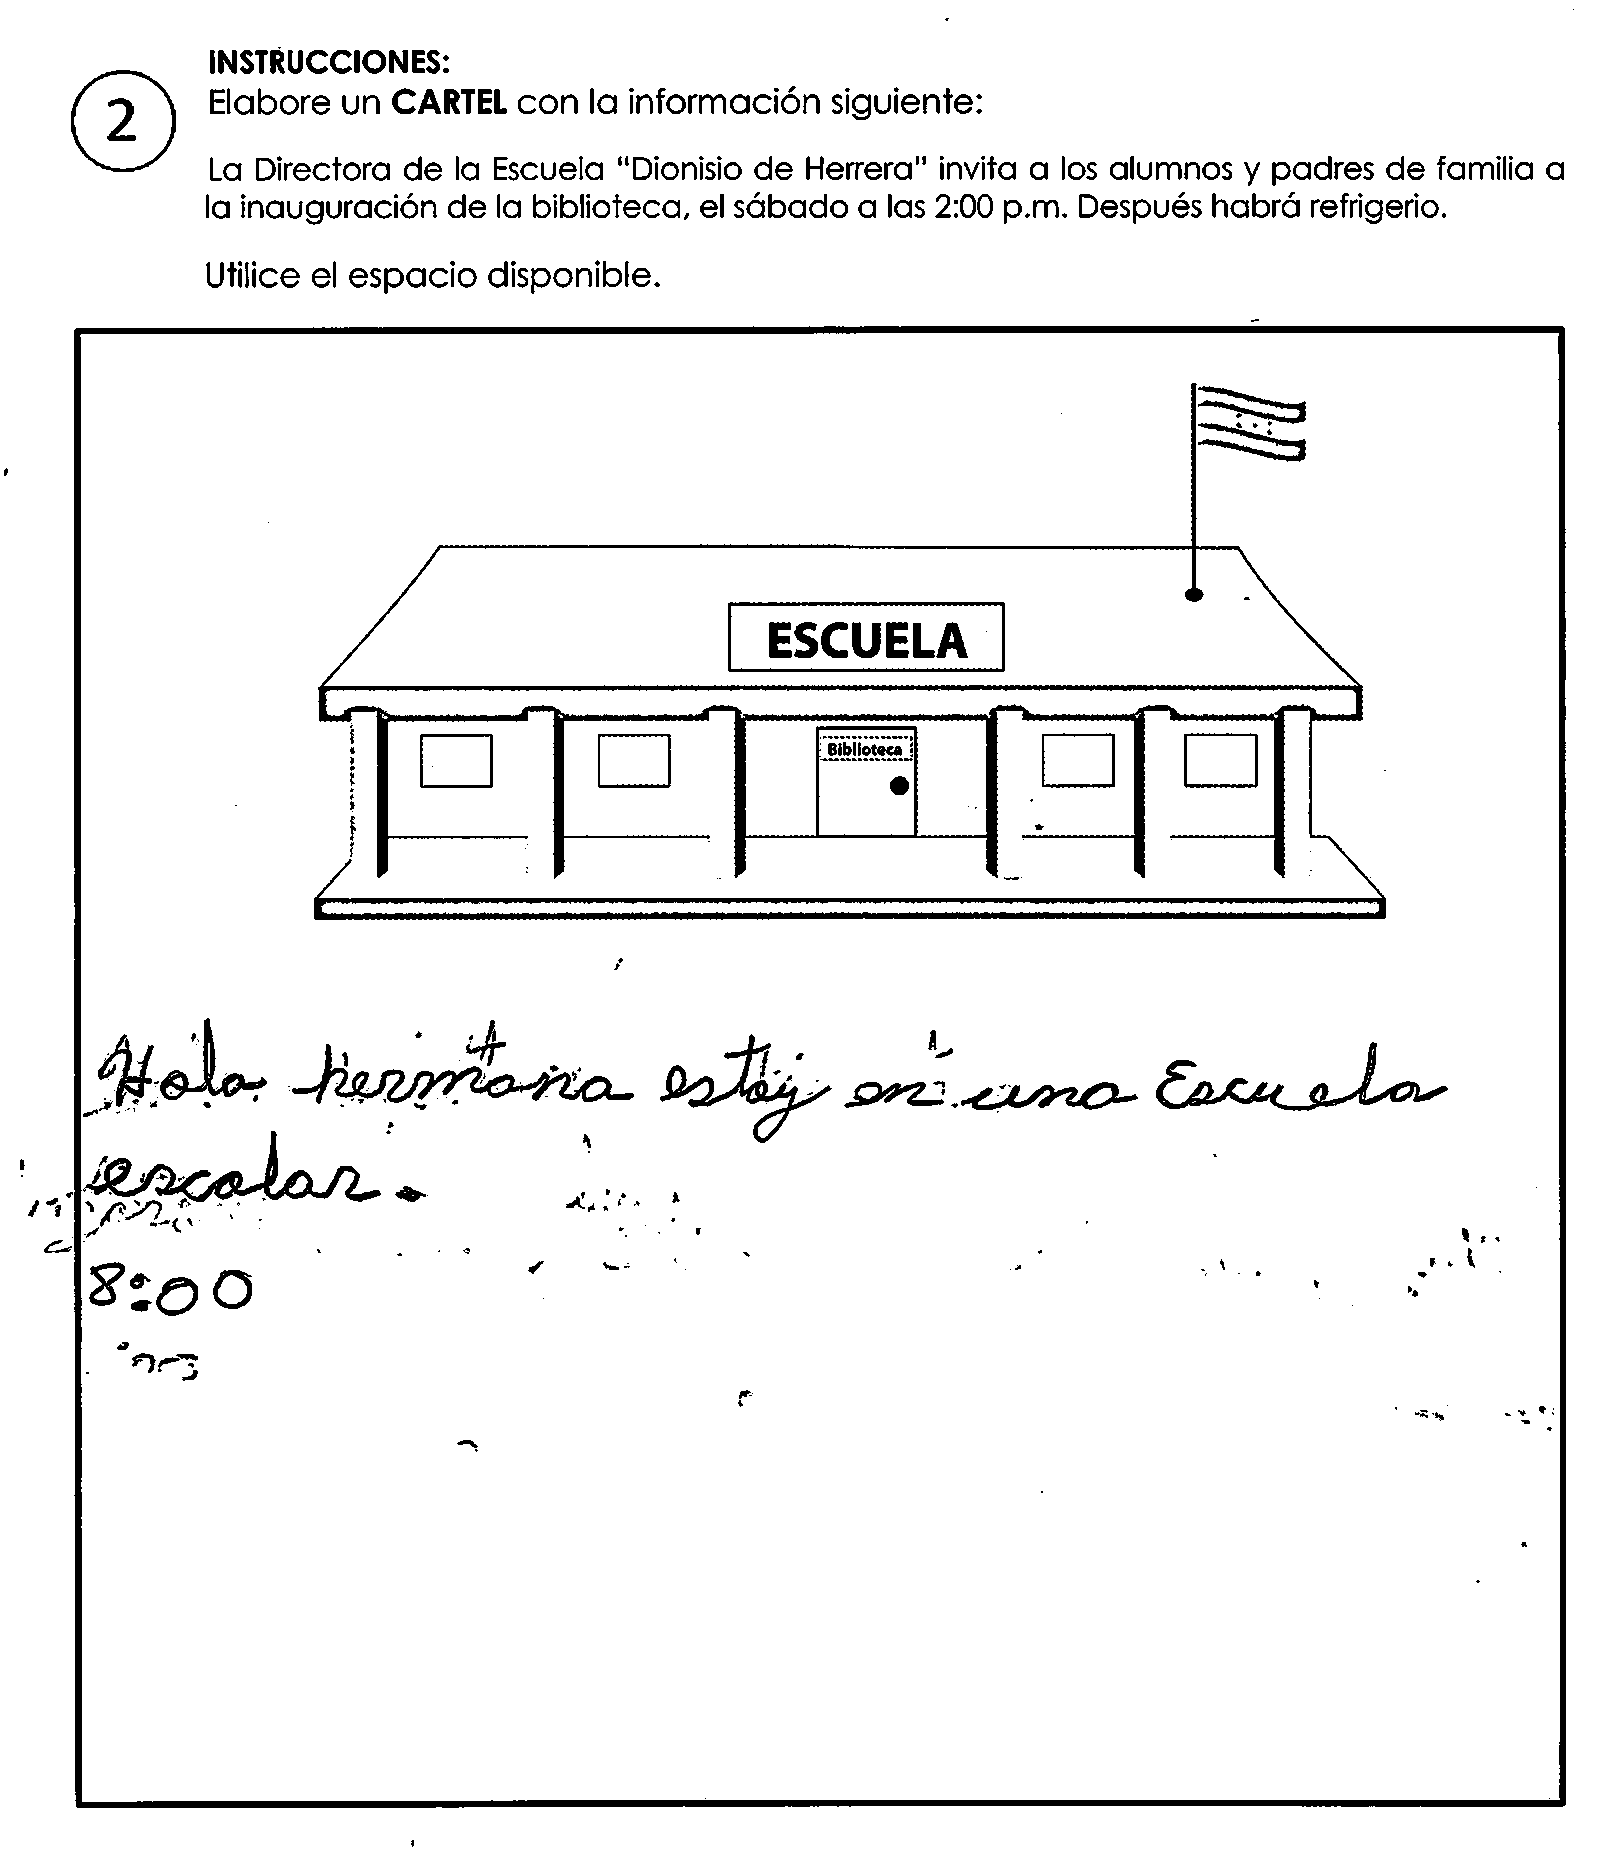 INSTRUCCIONES:
2
Elabore un CARTEL con la información siguiente:
La Directora de la Escuela "Dionisio de Herrera" invita a los alumnos y padres de familia a
la inauguración de la biblioteca, el sábado a las 2:00 p.m. Después habrá refrigerio.
Utilice el espacio disponible.
ESCUELA
Biblioteca
Hola hermana estoy en una Escuela
escolar.
8:00